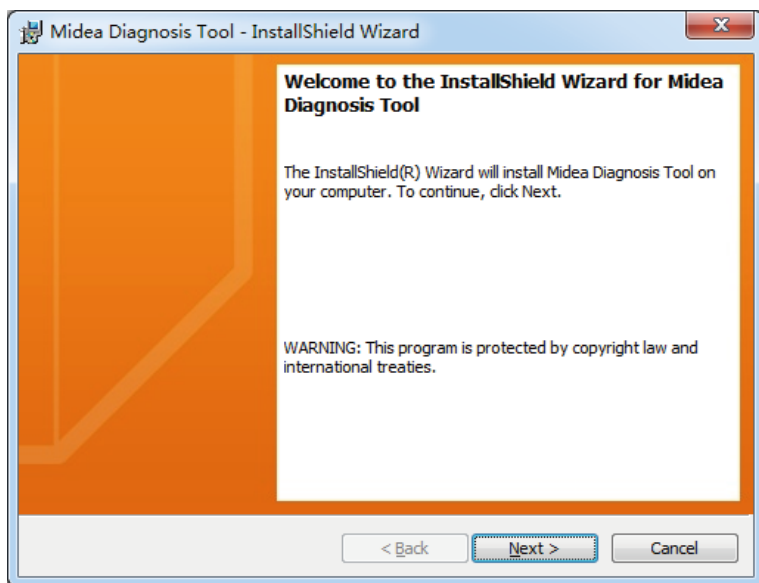 Midea Diagnosis Tool - InstallShield Wizard
Welcome to the InstallShield Wizard for Midea
Diagnosis Tool
The InstallShield(R) Wizard will install Midea Diagnosis Tool on
your computer. To continue, click Next.
WARNING: This program is protected by copyright law and
international treaties.
< Back
Next >
Cancel